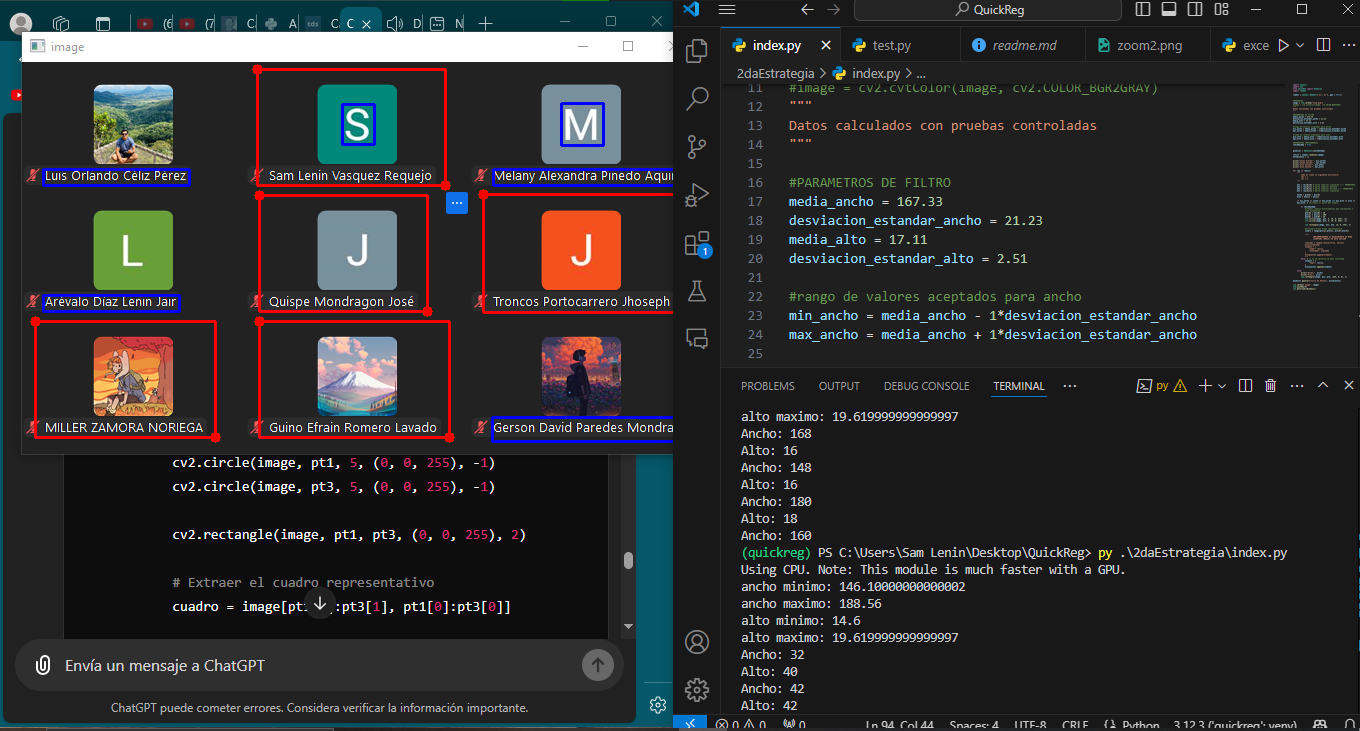 (6
(7
C
A
tds
C
C
D
N
image
Luis Orlando Céliz Pérez
S
Sam Lenin Vasquez Requejo
M
Melany Alexandra Pinedo Aqui
L
Arévalo Díaz Lenin Jair
J
Quispe Mondragon José
J
Troncos Portocarrero Jhoseph
MILLER ZAMORA NORIEGA
Guino Efrain Romero Lavado
Gerson David Paredes Mondra
cv2.circle(image, pt1, 5, (0, 0, 255), -1)
cv2.circle(image, pt3, 5, (0, 0, 255), -1)
cv2.rectangle(image, pt1, pt3, (0, 0, 255), 2)
# Extraer el cuadro representativo
cuadro = image[pt1 :pt3[1], pt1[0]:pt3[0]]
Envía un mensaje a ChatGPT
ChatGPT puede cometer errores. Considera verificar la información importante.
QuickReg
index.py
test.py
readme.md
zoom2.png
exce
2daEstrategia > index.py > ...
11 #image = cv2.cvtColor(image, cv2.COLOR_BGR2GRAY)
12 """
13 Datos calculados con pruebas controladas
14 """
15
16 #PARAMETROS DE FILTRO
17 media_ancho = 167.33
18 desviacion_estandar_ancho = 21.23
19 media_alto = 17.11
20 desviacion_estandar_alto = 2.51
21
22 #rango de valores aceptados para ancho
23 min_ancho = media_ancho - 1*desviacion_estandar_ancho
24 max_ancho = media_ancho + 1*desviacion_estandar_ancho
25
1
PROBLEMS OUTPUT DEBUG CONSOLE TERMINAL ... py
alto maximo: 19.619999999999997
Ancho: 168
Alto: 16
Ancho: 148
Alto: 16
Ancho: 180
Alto: 18
Ancho: 160
(quickreg) PS C:\Users\Sam Lenin\Desktop\QuickReg> py .\2daEstrategia\index.py
Using CPU. Note: This module is much faster with a GPU.
ancho minimo: 146.10000000000002
ancho maximo: 188.56
alto minimo: 14.6
alto maximo: 19.619999999999997
Ancho: 32
Alto: 40
Ancho: 42
Alto: 42
0 0 0 Ln 94, Col 44 Spaces: 4 UTF-8 CRLF Python 3.12.3 ('quickreg': venv)